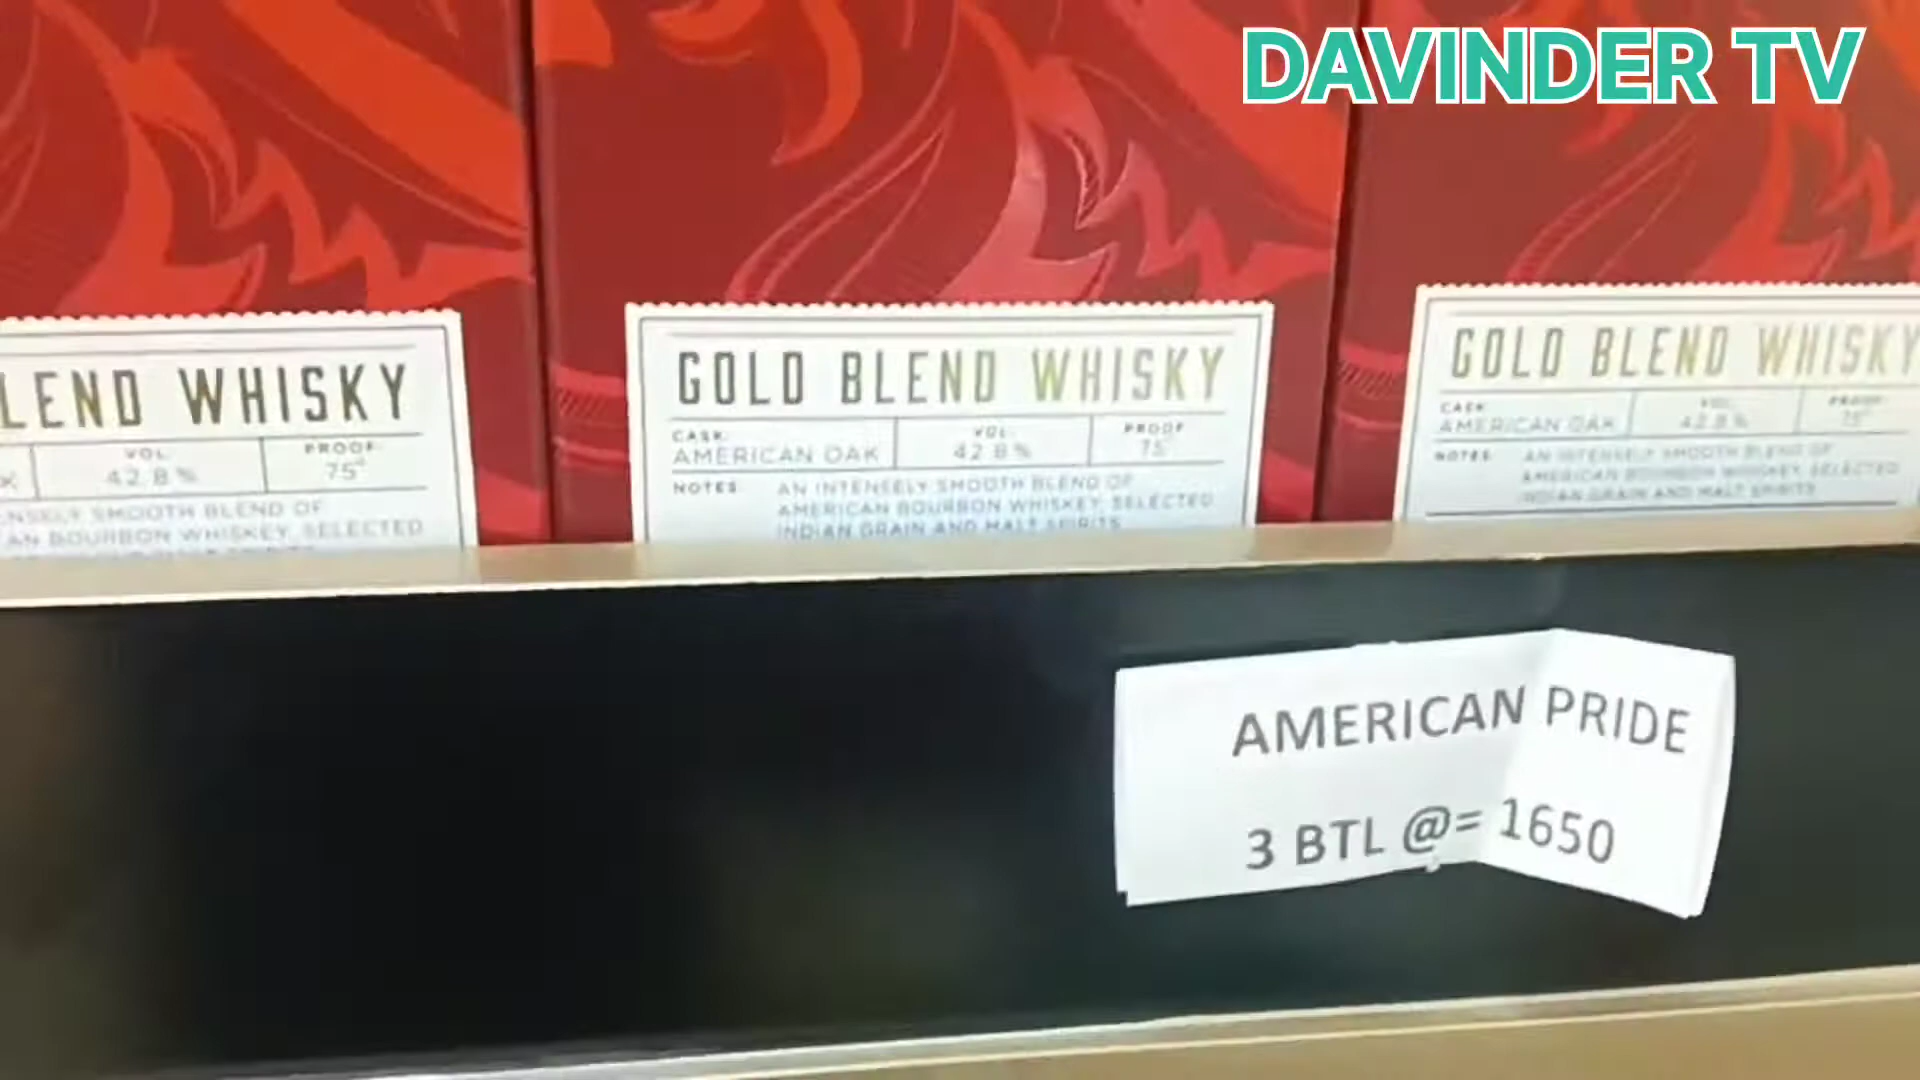 DAVINDER TV
LEND WHISKY
VOL.
42.8%
PROOF
75°
NSELY SMOOTH BLEND OF
AN BOURBON WHISKEY, SELECTED
GOLD BLEND WHISKY
CASK
AMERICAN OAK
VOL.
42.8%
PROOF
75°
NOTES
AN INTENSELY SMOOTH BLEND OF
AMERICAN BOURBON WHISKEY, SELECTED
INDIAN GRAIN AND MALT SPIRITS
GOLD BLEND WHISKY
CASK
AMERICAN OAK
VOL.
42.8%
PROOF
75°
NOTES
AN INTENSELY SMOOTH BLEND OF
AMERICAN BOURBON WHISKEY, SELECTED
INDIAN GRAIN AND MALT SPIRITS
AMERICAN PRIDE
3 BTL @= 1650